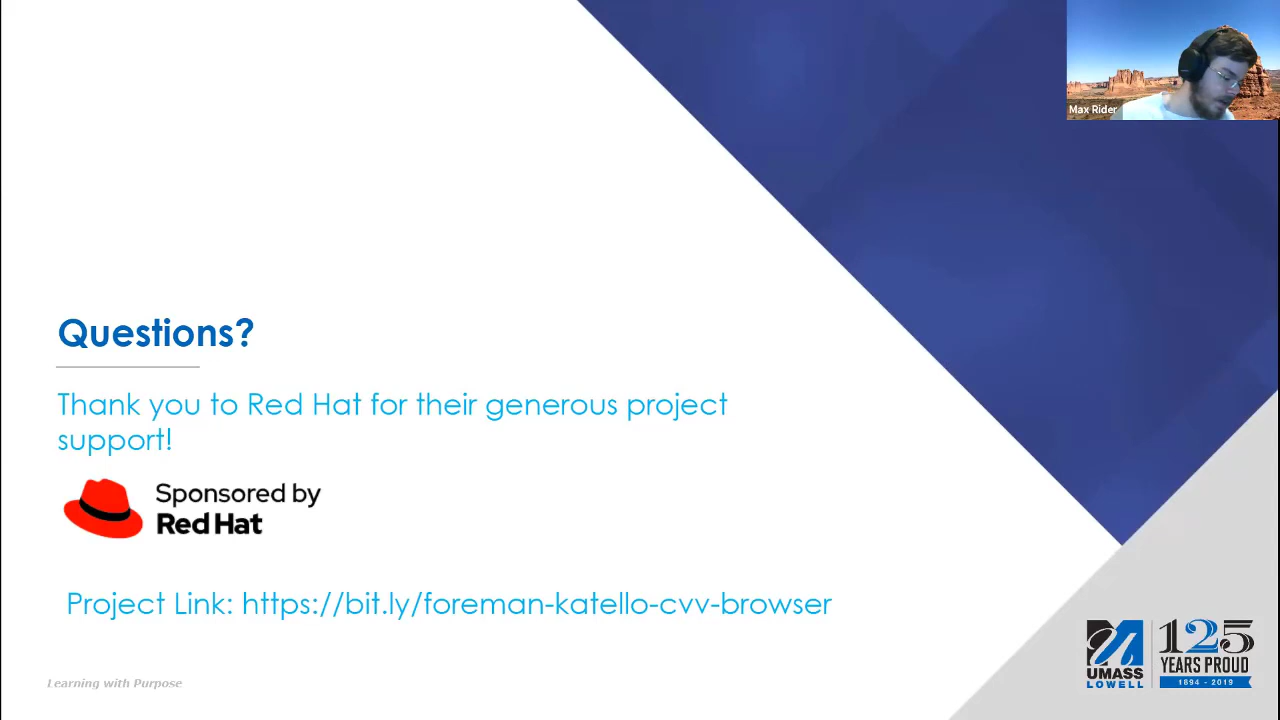 Max Rider
Questions?
Thank you to Red Hat for their generous project
support!
Sponsored by
Red Hat
Project Link: https://bit.ly/foreman-katello-cvv-browser
Learning with Purpose
UMASS
LOWELL
125
YEARS PROUD
1894 - 2019